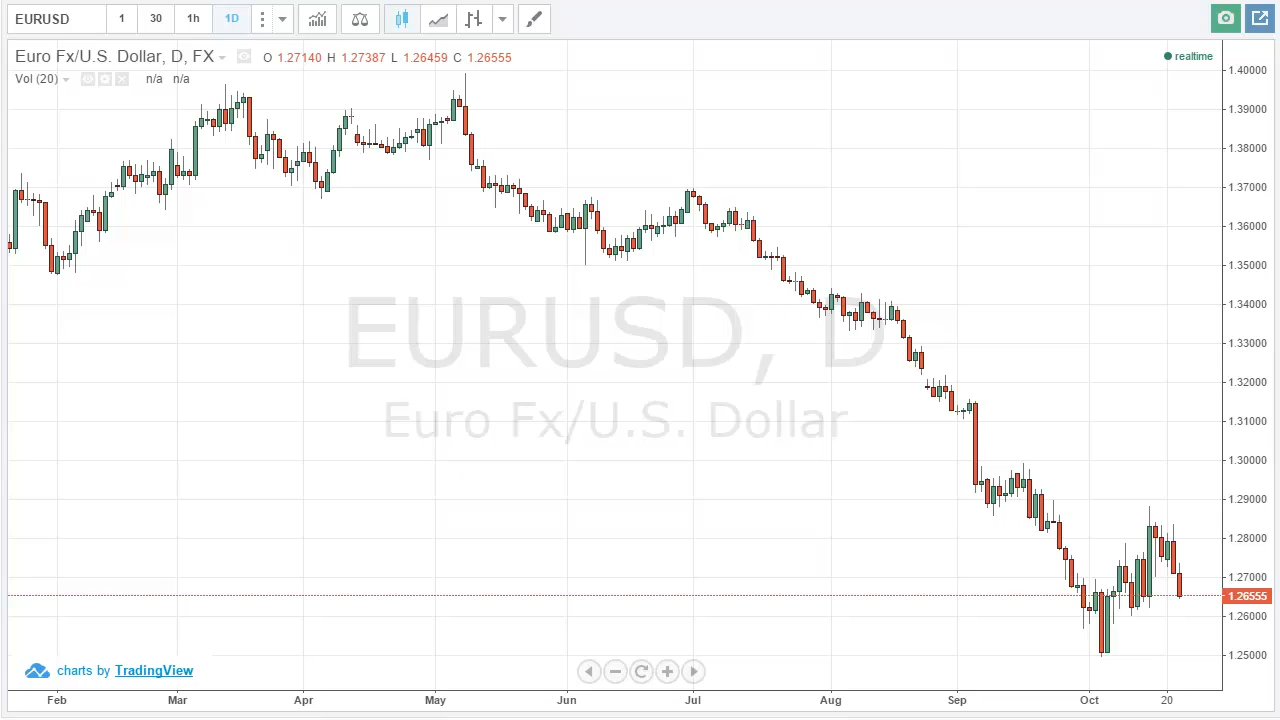 EURUSD 1 30 1h 1D
Euro Fx/U.S. Dollar, D, FX O 1.27140 H 1.27387 L 1.26459 C 1.26555
realtime
Vol (20) n/a n/a
1.40000
1.39000
1.38000
1.37000
1.36000
1.35000
1.34000
1.33000
1.32000
1.31000
1.30000
1.29000
1.28000
1.27000
1.26555
1.26000
1.25000
EURUSD, D
Euro Fx/U.S. Dollar
charts by TradingView
Feb Mar Apr May Jun Jul Aug Sep Oct 20